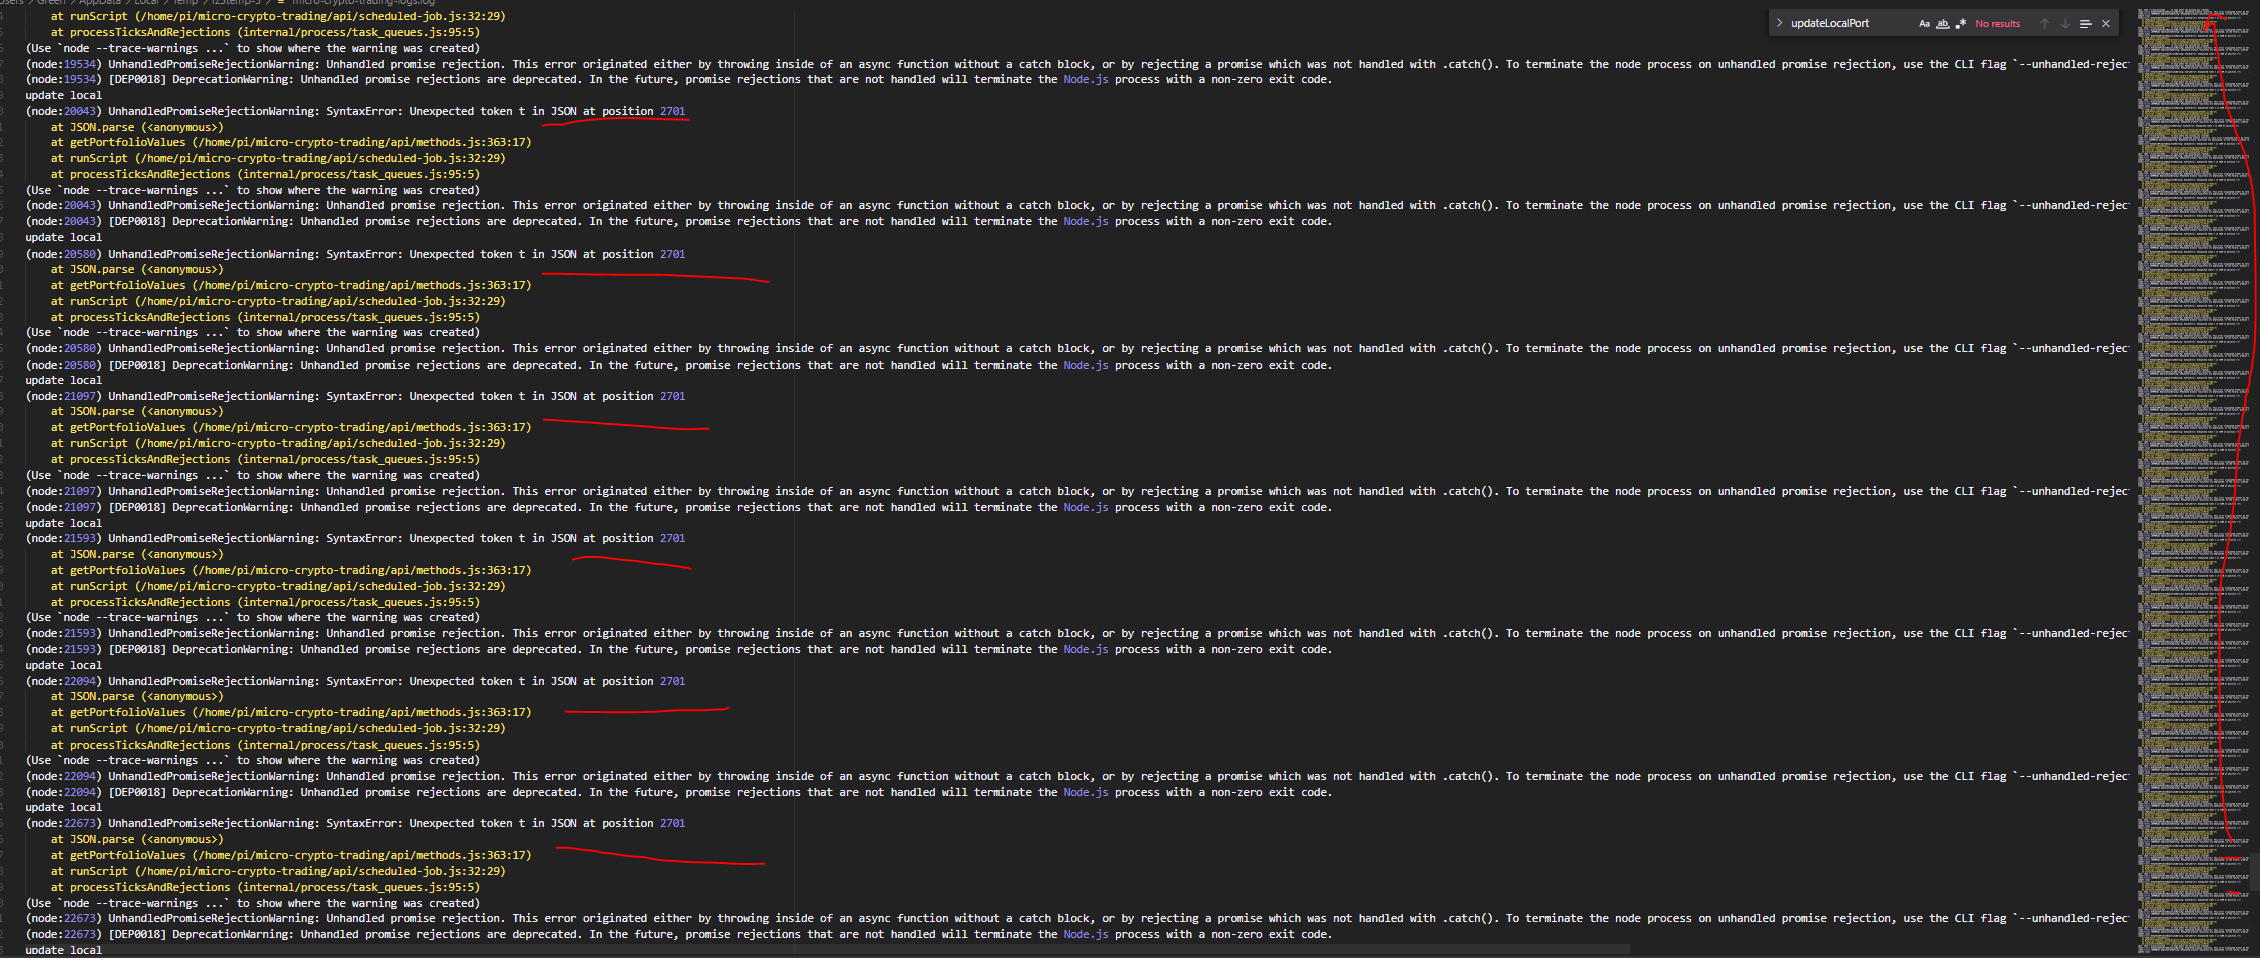 Users > Green > AppData > Local > Temp > fz3temp-3 > micro-crypto-trading-logs.log
updateLocalPort
Aa ab .* No results
at runScript (/home/pi/micro-crypto-trading/api/scheduled-job.js:32:29)
at processTicksAndRejections (internal/process/task_queues.js:95:5)
(Use `node --trace-warnings ...` to show where the warning was created)
(node:19534) UnhandledPromiseRejectionWarning: Unhandled promise rejection. This error originated either by throwing inside of an async function without a catch block, or by rejecting a promise which was not handled with .catch(). To terminate the node process on unhandled promise rejection, use the CLI flag `--unhandled-rejec
(node:19534) [DEP0018] DeprecationWarning: Unhandled promise rejections are deprecated. In the future, promise rejections that are not handled will terminate the Node.js process with a non-zero exit code.
update local
(node:20043) UnhandledPromiseRejectionWarning: SyntaxError: Unexpected token t in JSON at position 2701
at JSON.parse (<anonymous>)
at getPortfolioValues (/home/pi/micro-crypto-trading/api/methods.js:363:17)
at runScript (/home/pi/micro-crypto-trading/api/scheduled-job.js:32:29)
at processTicksAndRejections (internal/process/task_queues.js:95:5)
(Use `node --trace-warnings ...` to show where the warning was created)
(node:20043) UnhandledPromiseRejectionWarning: Unhandled promise rejection. This error originated either by throwing inside of an async function without a catch block, or by rejecting a promise which was not handled with .catch(). To terminate the node process on unhandled promise rejection, use the CLI flag `--unhandled-rejec
(node:20043) [DEP0018] DeprecationWarning: Unhandled promise rejections are deprecated. In the future, promise rejections that are not handled will terminate the Node.js process with a non-zero exit code.
update local
(node:20580) UnhandledPromiseRejectionWarning: SyntaxError: Unexpected token t in JSON at position 2701
at JSON.parse (<anonymous>)
at getPortfolioValues (/home/pi/micro-crypto-trading/api/methods.js:363:17)
at runScript (/home/pi/micro-crypto-trading/api/scheduled-job.js:32:29)
at processTicksAndRejections (internal/process/task_queues.js:95:5)
(Use `node --trace-warnings ...` to show where the warning was created)
(node:20580) UnhandledPromiseRejectionWarning: Unhandled promise rejection. This error originated either by throwing inside of an async function without a catch block, or by rejecting a promise which was not handled with .catch(). To terminate the node process on unhandled promise rejection, use the CLI flag `--unhandled-rejec
(node:20580) [DEP0018] DeprecationWarning: Unhandled promise rejections are deprecated. In the future, promise rejections that are not handled will terminate the Node.js process with a non-zero exit code.
update local
(node:21097) UnhandledPromiseRejectionWarning: SyntaxError: Unexpected token t in JSON at position 2701
at JSON.parse (<anonymous>)
at getPortfolioValues (/home/pi/micro-crypto-trading/api/methods.js:363:17)
at runScript (/home/pi/micro-crypto-trading/api/scheduled-job.js:32:29)
at processTicksAndRejections (internal/process/task_queues.js:95:5)
(Use `node --trace-warnings ...` to show where the warning was created)
(node:21097) UnhandledPromiseRejectionWarning: Unhandled promise rejection. This error originated either by throwing inside of an async function without a catch block, or by rejecting a promise which was not handled with .catch(). To terminate the node process on unhandled promise rejection, use the CLI flag `--unhandled-rejec
(node:21097) [DEP0018] DeprecationWarning: Unhandled promise rejections are deprecated. In the future, promise rejections that are not handled will terminate the Node.js process with a non-zero exit code.
update local
(node:21593) UnhandledPromiseRejectionWarning: SyntaxError: Unexpected token t in JSON at position 2701
at JSON.parse (<anonymous>)
at getPortfolioValues (/home/pi/micro-crypto-trading/api/methods.js:363:17)
at runScript (/home/pi/micro-crypto-trading/api/scheduled-job.js:32:29)
at processTicksAndRejections (internal/process/task_queues.js:95:5)
(Use `node --trace-warnings ...` to show where the warning was created)
(node:21593) UnhandledPromiseRejectionWarning: Unhandled promise rejection. This error originated either by throwing inside of an async function without a catch block, or by rejecting a promise which was not handled with .catch(). To terminate the node process on unhandled promise rejection, use the CLI flag `--unhandled-rejec
(node:21593) [DEP0018] DeprecationWarning: Unhandled promise rejections are deprecated. In the future, promise rejections that are not handled will terminate the Node.js process with a non-zero exit code.
update local
(node:22094) UnhandledPromiseRejectionWarning: SyntaxError: Unexpected token t in JSON at position 2701
at JSON.parse (<anonymous>)
at getPortfolioValues (/home/pi/micro-crypto-trading/api/methods.js:363:17)
at runScript (/home/pi/micro-crypto-trading/api/scheduled-job.js:32:29)
at processTicksAndRejections (internal/process/task_queues.js:95:5)
(Use `node --trace-warnings ...` to show where the warning was created)
(node:22094) UnhandledPromiseRejectionWarning: Unhandled promise rejection. This error originated either by throwing inside of an async function without a catch block, or by rejecting a promise which was not handled with .catch(). To terminate the node process on unhandled promise rejection, use the CLI flag `--unhandled-rejec
(node:22094) [DEP0018] DeprecationWarning: Unhandled promise rejections are deprecated. In the future, promise rejections that are not handled will terminate the Node.js process with a non-zero exit code.
update local
(node:22673) UnhandledPromiseRejectionWarning: SyntaxError: Unexpected token t in JSON at position 2701
at JSON.parse (<anonymous>)
at getPortfolioValues (/home/pi/micro-crypto-trading/api/methods.js:363:17)
at runScript (/home/pi/micro-crypto-trading/api/scheduled-job.js:32:29)
at processTicksAndRejections (internal/process/task_queues.js:95:5)
(Use `node --trace-warnings ...` to show where the warning was created)
(node:22673) UnhandledPromiseRejectionWarning: Unhandled promise rejection. This error originated either by throwing inside of an async function without a catch block, or by rejecting a promise which was not handled with .catch(). To terminate the node process on unhandled promise rejection, use the CLI flag `--unhandled-rejec
(node:22673) [DEP0018] DeprecationWarning: Unhandled promise rejections are deprecated. In the future, promise rejections that are not handled will terminate the Node.js process with a non-zero exit code.
update local